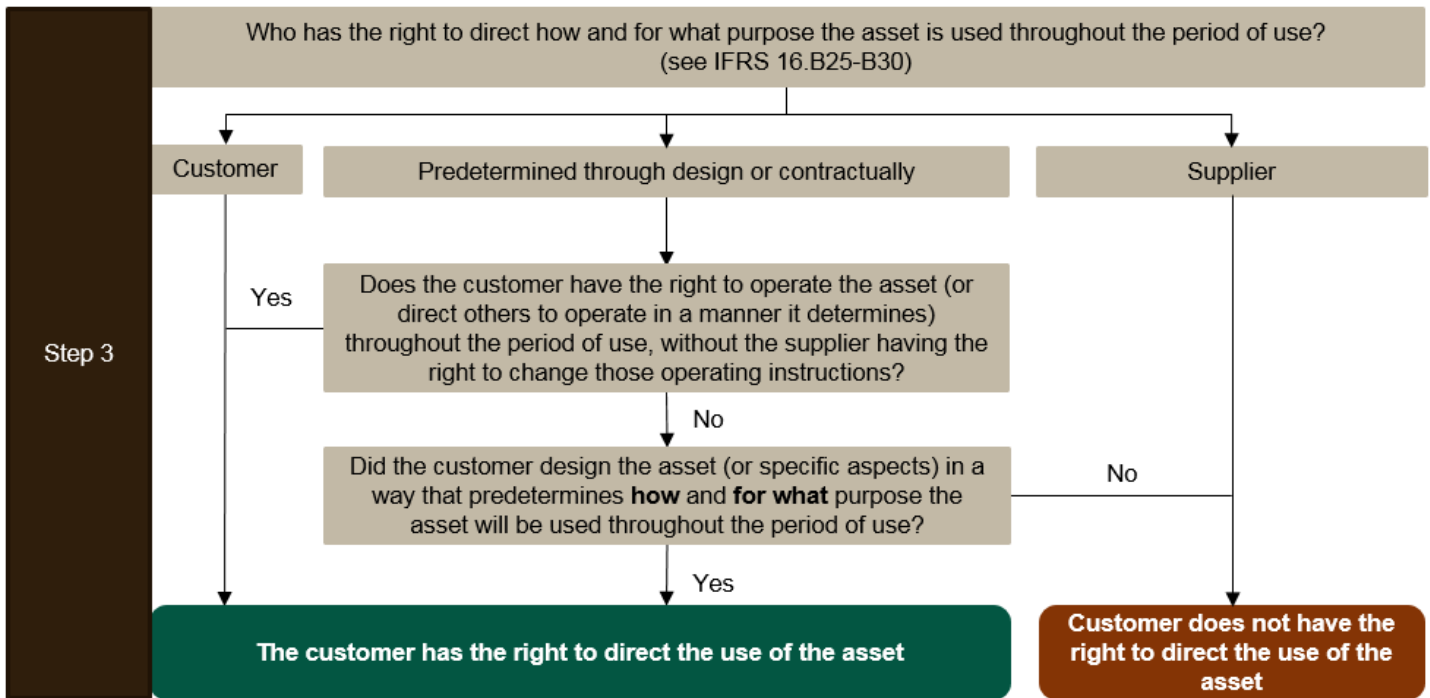 Who has the right to direct how and for what purpose the asset is used throughout the period of use?
(see IFRS 16.B25-B30)
Customer
Predetermined through design or contractually
Supplier
Step 3
Yes
Does the customer have the right to operate the asset (or
direct others to operate in a manner it determines)
throughout the period of use, without the supplier having the
right to change those operating instructions?
No
Did the customer design the asset (or specific aspects) in a
way that predetermines how and for what purpose the
asset will be used throughout the period of use?
No
Yes
The customer has the right to direct the use of the asset
Customer does not have the
right to direct the use of the
asset